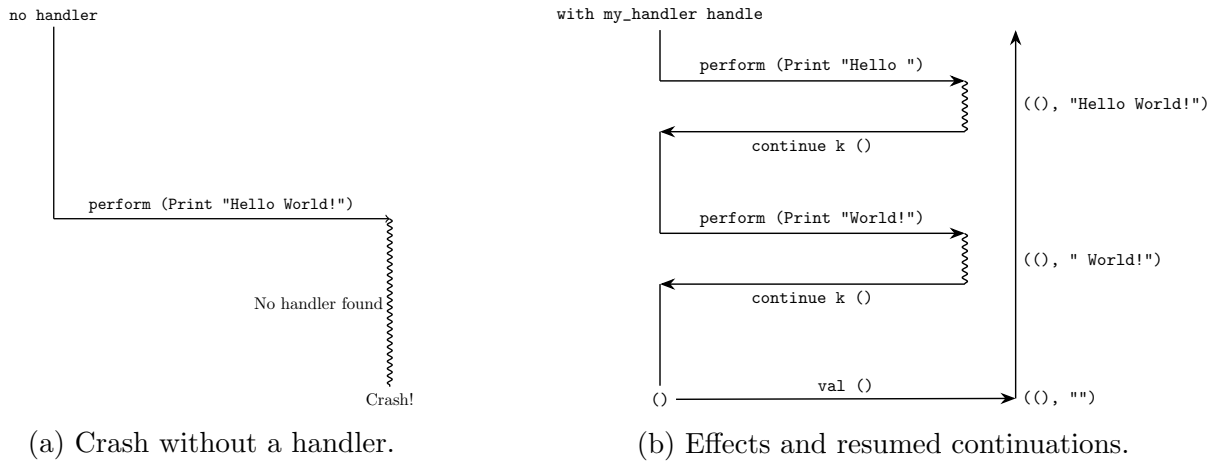 no handler
perform (Print "Hello World!")
No handler found
Crash!
(a) Crash without a handler.
with my_handler handle
perform (Print "Hello ")
((), "Hello World!")
continue k ()
perform (Print "World!")
((), " World!")
continue k ()
val ()
()
((), "")
(b) Effects and resumed continuations.